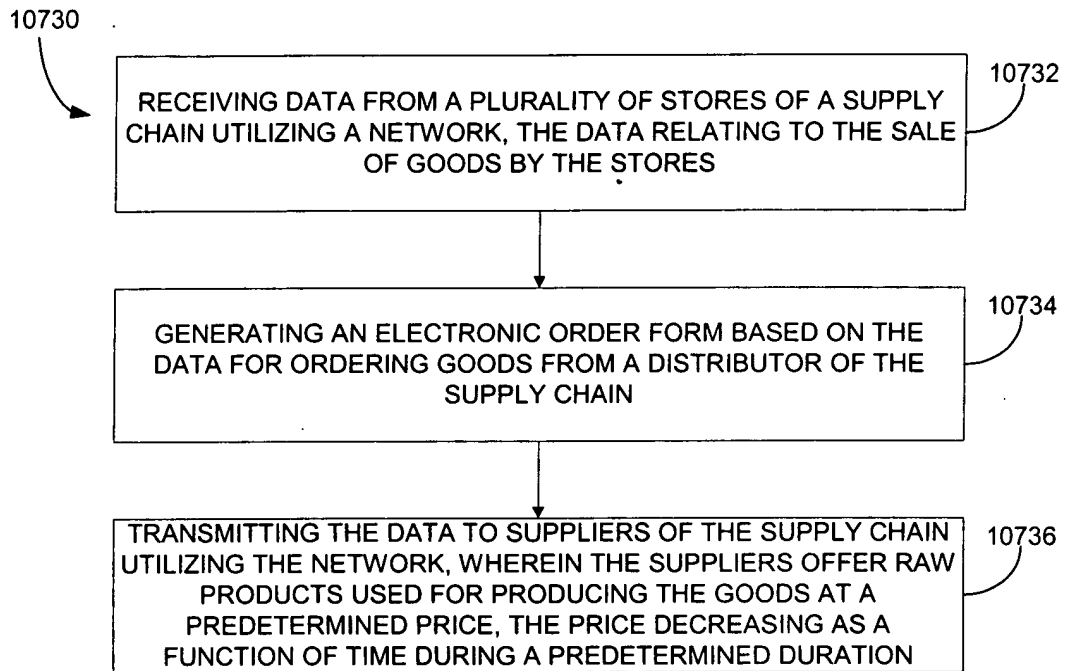 10730
10732
RECEIVING DATA FROM A PLURALITY OF STORES OF A SUPPLY
CHAIN UTILIZING A NETWORK, THE DATA RELATING TO THE SALE
OF GOODS BY THE STORES
10734
GENERATING AN ELECTRONIC ORDER FORM BASED ON THE
DATA FOR ORDERING GOODS FROM A DISTRIBUTOR OF THE
SUPPLY CHAIN
10736
TRANSMITTING THE DATA TO SUPPLIERS OF THE SUPPLY CHAIN
UTILIZING THE NETWORK, WHEREIN THE SUPPLIERS OFFER RAW
PRODUCTS USED FOR PRODUCING THE GOODS AT A
PREDETERMINED PRICE, THE PRICE DECREASING AS A
FUNCTION OF TIME DURING A PREDETERMINED DURATION